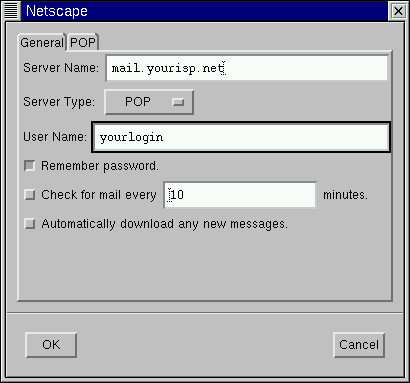 Netscape
General POP
Server Name: mail.yourisp.net
Server Type: POP
User Name: yourlogin
Remember password.
Check for mail every 10 minutes.
Automatically download any new messages.
OK Cancel